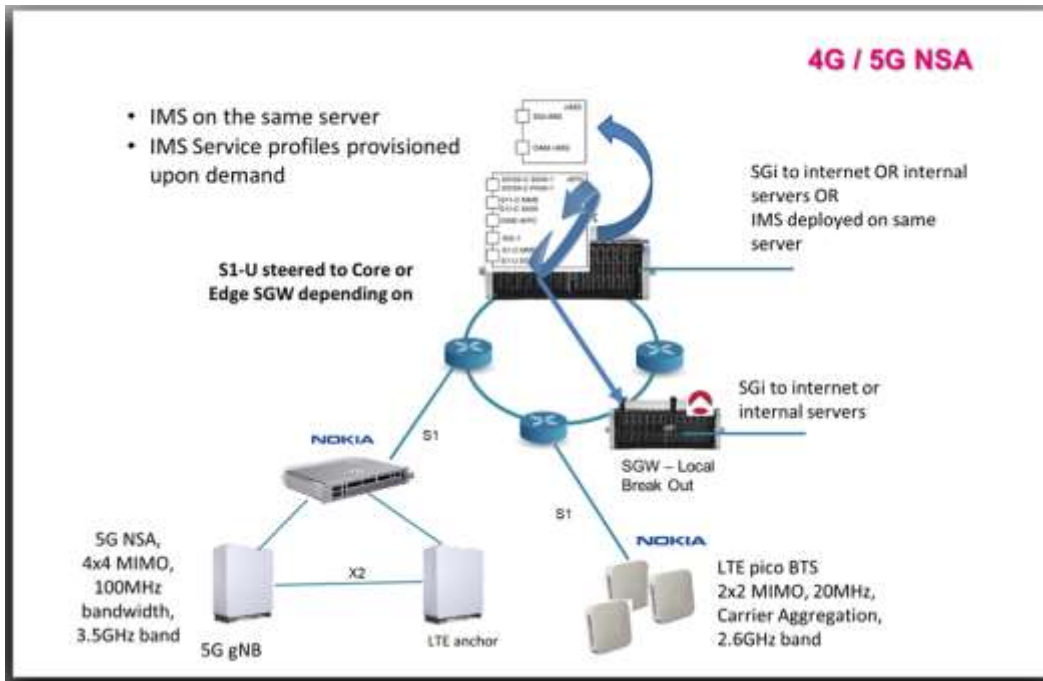 4G / 5G NSA
• IMS on the same server
• IMS Service profiles provisioned
upon demand
SGi to internet OR internal
servers OR
IMS deployed on same
server
S1-U steered to Core or
Edge SGW depending on
SGi to internet or
internal servers
SGW – Local
Break Out
S1
NOKIA
S1
NOKIA
5G NSA,
4x4 MIMO,
100MHz
bandwidth,
3.5GHz band
X2
5G gNB
LTE anchor
LTE pico BTS
2x2 MIMO, 20MHz,
Carrier Aggregation,
2.6GHz band